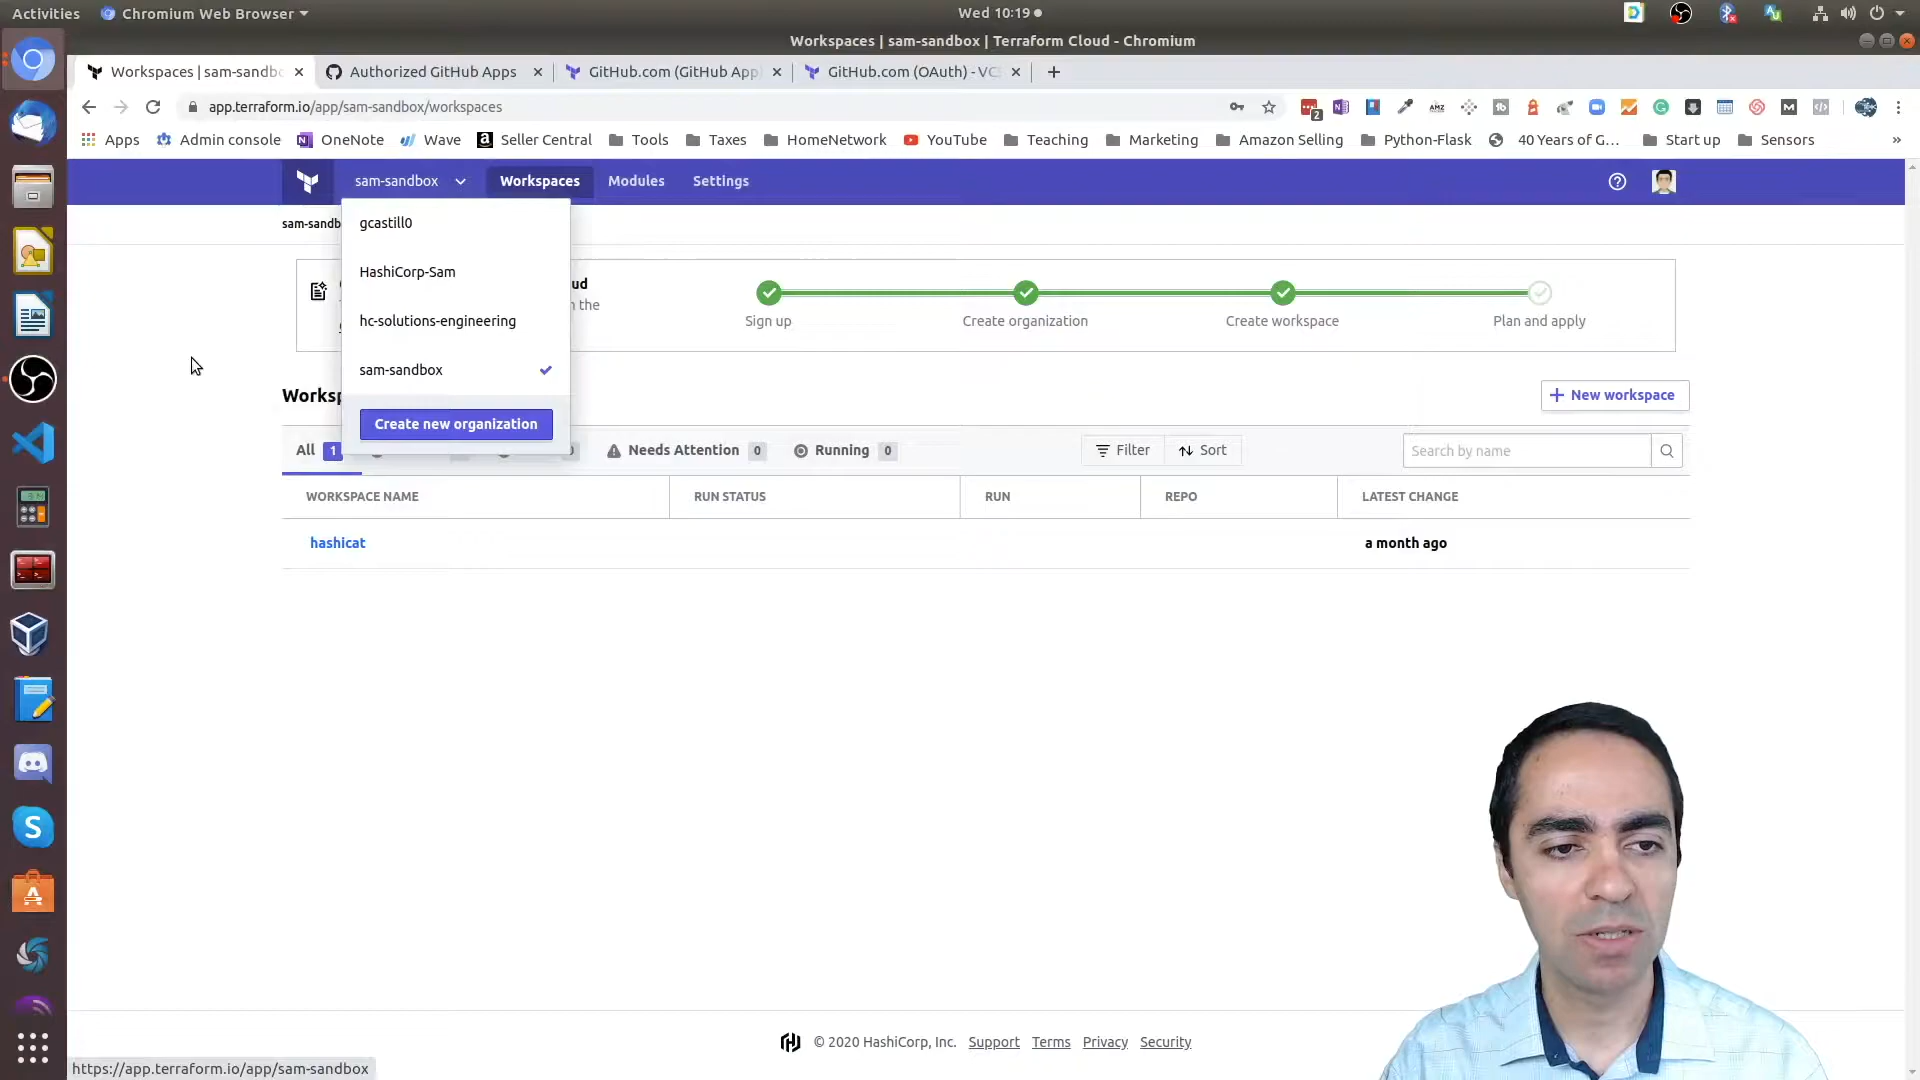 Activities Chromium Web Browser Wed 10:19
Workspaces | sam-sandbox | Terraform Cloud - Chromium
Workspaces | sam-sandbo Authorized GitHub Apps GitHub.com (GitHub App GitHub.com (OAuth) - VC
app.terraform.io/app/sam-sandbox/workspaces
Apps Admin console OneNote Wave Seller Central Tools Taxes HomeNetwork YouTube Teaching Marketing Amazon Selling Python-Flask 40 Years of G... Start up Sensors »
sam-sandbox Workspaces Modules Settings
sam-sandb
gcastill0
HashiCorp-Sam
hc-solutions-engineering
sam-sandbox
Create new organization
ud
n the
Sign up Create organization Create workspace Plan and apply
Worksp
New workspace
All 1 Needs Attention 0 Running 0 Filter Sort Search by name
WORKSPACE NAME RUN STATUS RUN REPO LATEST CHANGE
hashicat a month ago
© 2020 HashiCorp, Inc. Support Terms Privacy Security
https://app.terraform.io/app/sam-sandbox